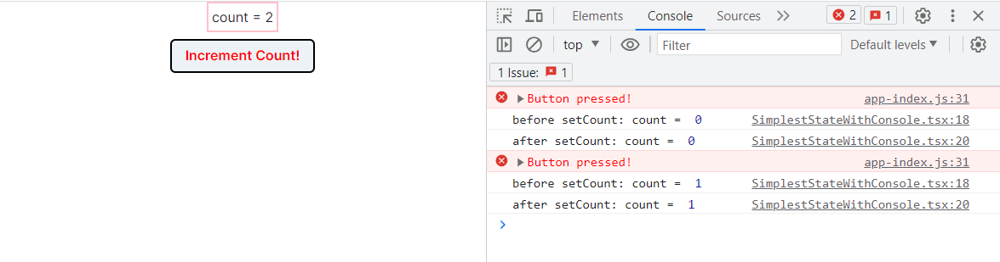 count = 2
Increment Count!
Elements Console Sources 2 1
top Filter Default levels
1 Issue: 1
Button pressed! app-index.js:31
before setCount: count = 0 SimplestStateWithConsole.tsx:18
after setCount: count = 0 SimplestStateWithConsole.tsx:20
Button pressed! app-index.js:31
before setCount: count = 1 SimplestStateWithConsole.tsx:18
after setCount: count = 1 SimplestStateWithConsole.tsx:20